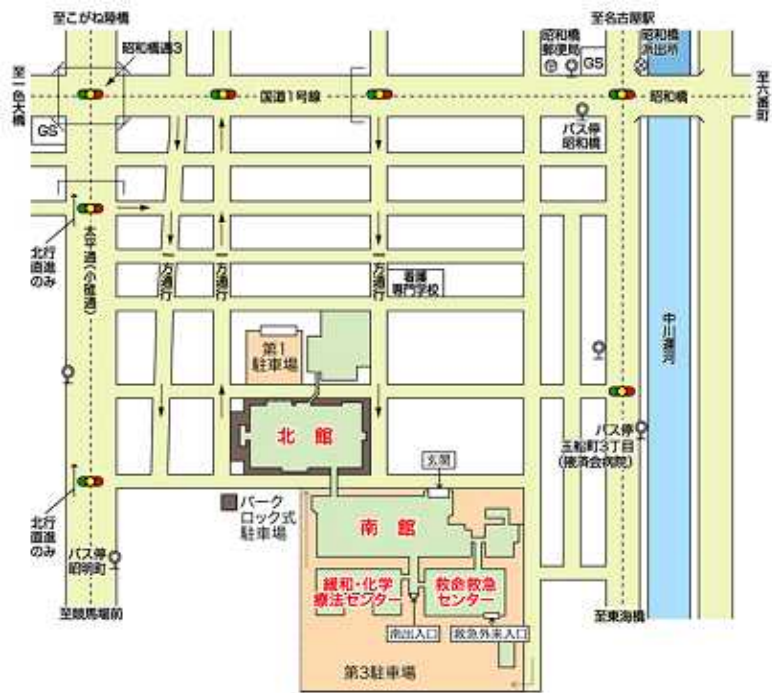 至こがね陸橋
至名古屋駅
昭和橋通3
昭和橋
郵便局
GS
昭和橋
派出所
至一色大橋
国道1号線
昭和橋
至六番町
GS
バス停
昭和橋
北行
直進
のみ
太平通(小碓通)
一方通行
一方通行
一方通行
看護
専門学校
第1
駐車場
中川運河
北館
玄関
バス停
玉船町3丁目
(掖済会病院)
北行
直進
のみ
パーク
ロック式
駐車場
南館
バス停
昭明町
緩和・化学
療法センター
救命救急
センター
至競馬場前
南出入口
救急外来入口
至東海橋
第3駐車場